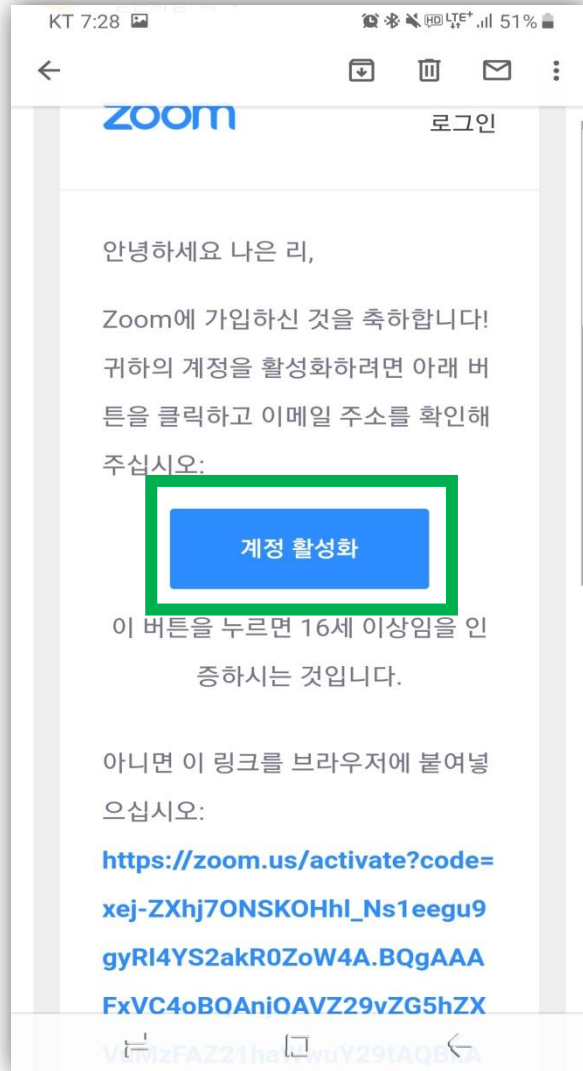 KT 7:28 51%
zoom
로그인
안녕하세요 나은 리,
Zoom에 가입하신 것을 축하합니다!
귀하의 계정을 활성화하려면 아래 버
튼을 클릭하고 이메일 주소를 확인해
주십시오:
계정 활성화
이 버튼을 누르면 16세 이상임을 인
증하시는 것입니다.
아니면 이 링크를 브라우저에 붙여넣
으십시오:
https://zoom.us/activate?code=
xej-ZXhj7ONSKOHhl_Ns1eegu9
gyRl4YS2akR0ZoW4A.BQgAAA
FxVC4oBQAnjQAVZ29vZG5hZX